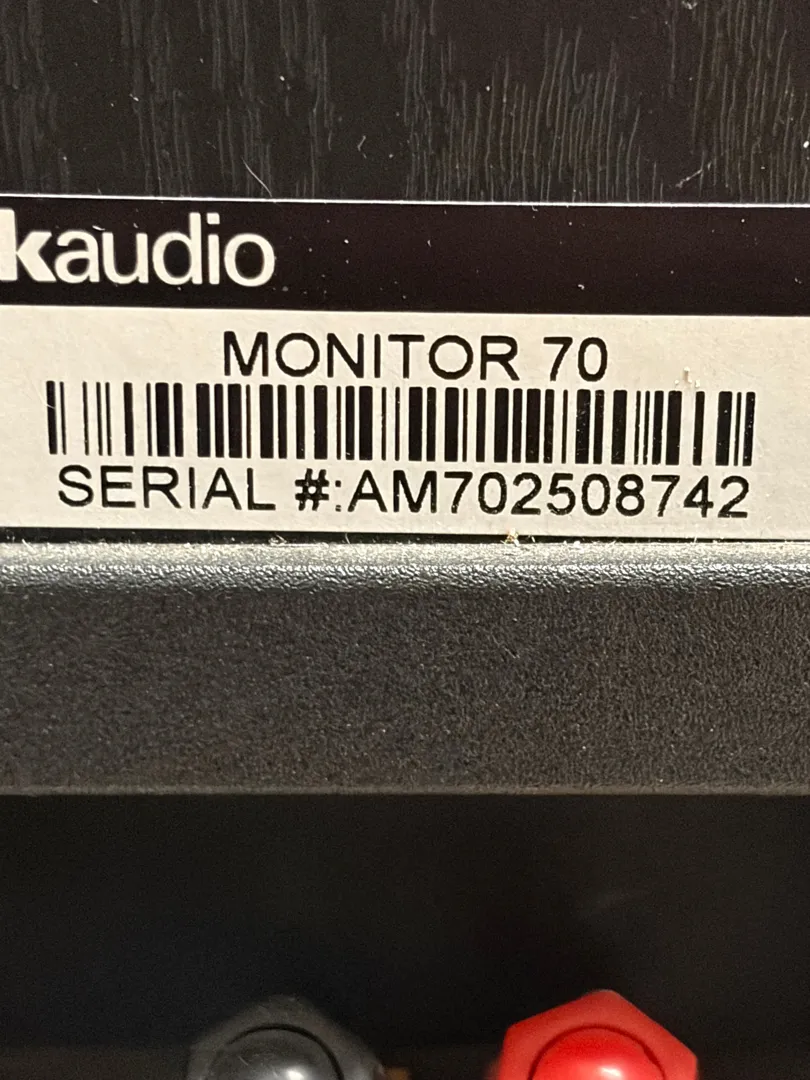 kaudio
MONITOR 70
SERIAL #:AM702508742